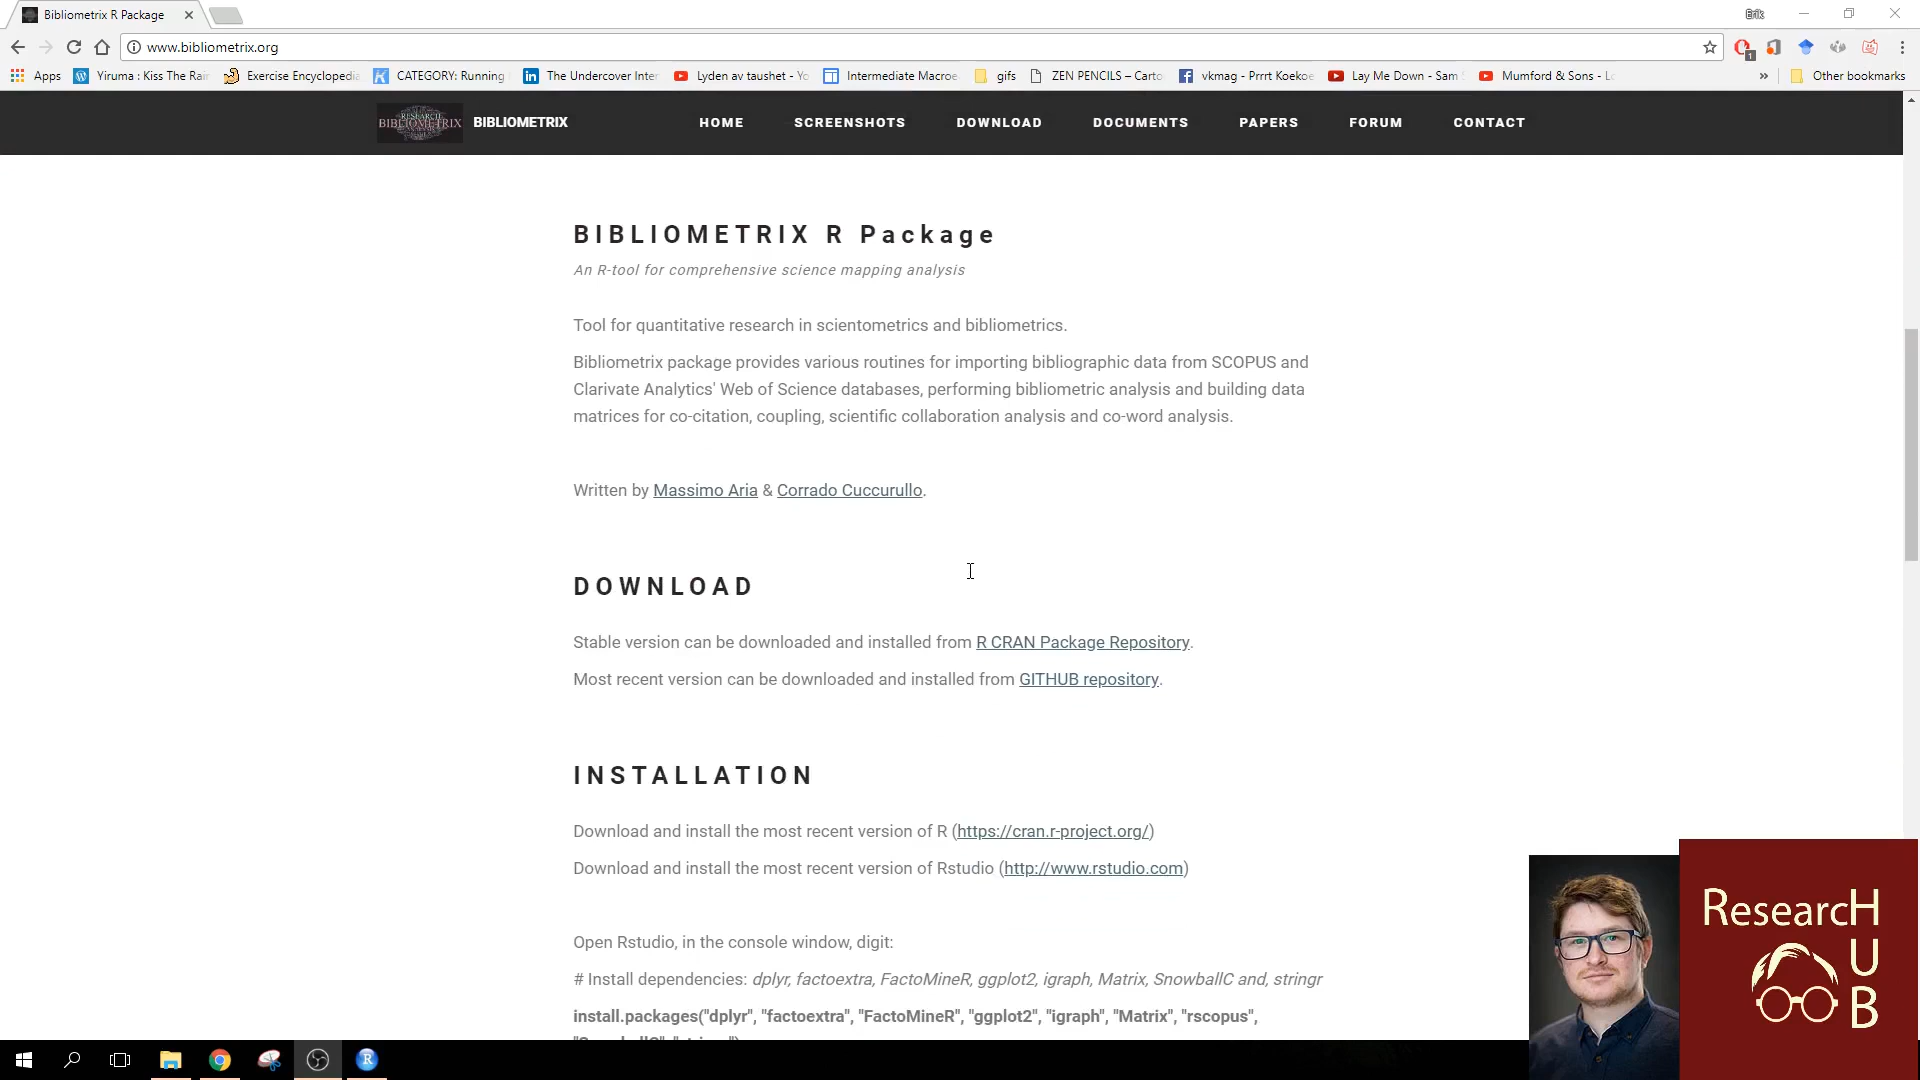 Bibliometrix R Package
Erik
www.bibliometrix.org
1
Apps
Yiruma : Kiss The Rai
Exercise Encyclopedia
CATEGORY: Running
The Undercover Inter
Lyden av taushet - Yo
Intermediate Macroe
gifs
ZEN PENCILS – Carto
vkmag - Prrrt Koekoe
Lay Me Down - Sam
Mumford & Sons - Lo
Other bookmarks
RESEARCH
BIBLIOMETRIX
BIBLIOMETRIX
HOME
SCREENSHOTS
DOWNLOAD
DOCUMENTS
PAPERS
FORUM
CONTACT
BIBLIOMETRIX R Package
An R-tool for comprehensive science mapping analysis
Tool for quantitative research in scientometrics and bibliometrics.
Bibliometrix package provides various routines for importing bibliographic data from SCOPUS and
Clarivate Analytics' Web of Science databases, performing bibliometric analysis and building data
matrices for co-citation, coupling, scientific collaboration analysis and co-word analysis.
Written by Massimo Aria & Corrado Cuccurullo.
DOWNLOAD
Stable version can be downloaded and installed from R CRAN Package Repository.
Most recent version can be downloaded and installed from GITHUB repository.
INSTALLATION
Download and install the most recent version of R (https://cran.r-project.org/)
Download and install the most recent version of Rstudio (http://www.rstudio.com)
Open Rstudio, in the console window, digit:
# Install dependencies: dplyr, factoextra, FactoMineR, ggplot2, igraph, Matrix, SnowballC and, stringr
install.packages("dplyr", "factoextra", "FactoMineR", "ggplot2", "igraph", "Matrix", "rscopus",
R
ResearcH
U
B